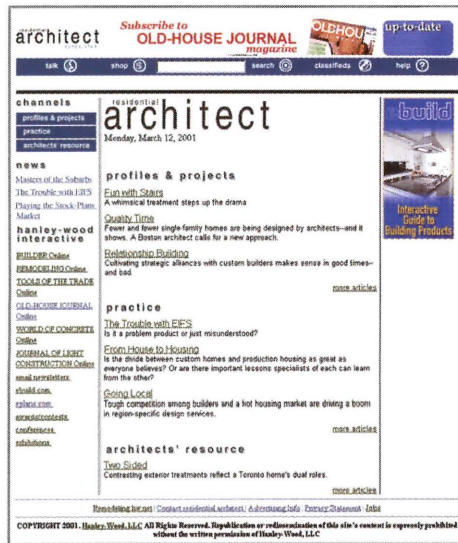 residential
architect
ONLINE
Subscribe to
OLD-HOUSE JOURNAL
magazine
OLDHOUSE
up-to-date
talk
shop
search
classifieds
help ?
channels
profiles & projects
practice
architects' resource
news
Masters of the Suburbs
The Trouble with EIFS
Playing the Stock-Plans
Market
hanley-wood
interactive
BUILDER Online
REMODELING Online
TOOLS OF THE TRADE
Online
OLD-HOUSE JOURNAL
Online
WORLD OF CONCRETE
Online
JOURNAL OF LIGHT
CONSTRUCTION Online
email newsletters
ebuild.com
eplans.com
awards/contests
conferences
exhibitions
residential
architect
Monday, March 12, 2001
profiles & projects
Fun with Stairs
A whimsical treatment steps up the drama
Quality Time
Fewer and fewer single-family homes are being designed by architects--and it
shows. A Boston architect calls for a new approach.
Relationship Building
Cultivating strategic alliances with custom builders makes sense in good times--
and bad.
more articles
practice
The Trouble with EIFS
Is it a problem product or just misunderstood?
From House to Housing
Is the divide between custom homes and production housing as great as
everyone believes? Or are there important lessons specialists of each can learn
from the other?
Going Local
Tough competition among builders and a hot housing market are driving a boom
in region-specific design services.
more articles
architects' resource
Two Sided
Contrasting exterior treatments reflect a Toronto home's dual roles.
more articles
build
Interactive
Guide to
Building Products
Remodeling.hw.net | Contact residential architect | Advertising Info | Privacy Statement | Jobs
COPYRIGHT 2001. Hanley-Wood, LLC All Rights Reserved. Republication or redissemination of this site's content is expressly prohibited
without the written permission of Hanley-Wood, LLC